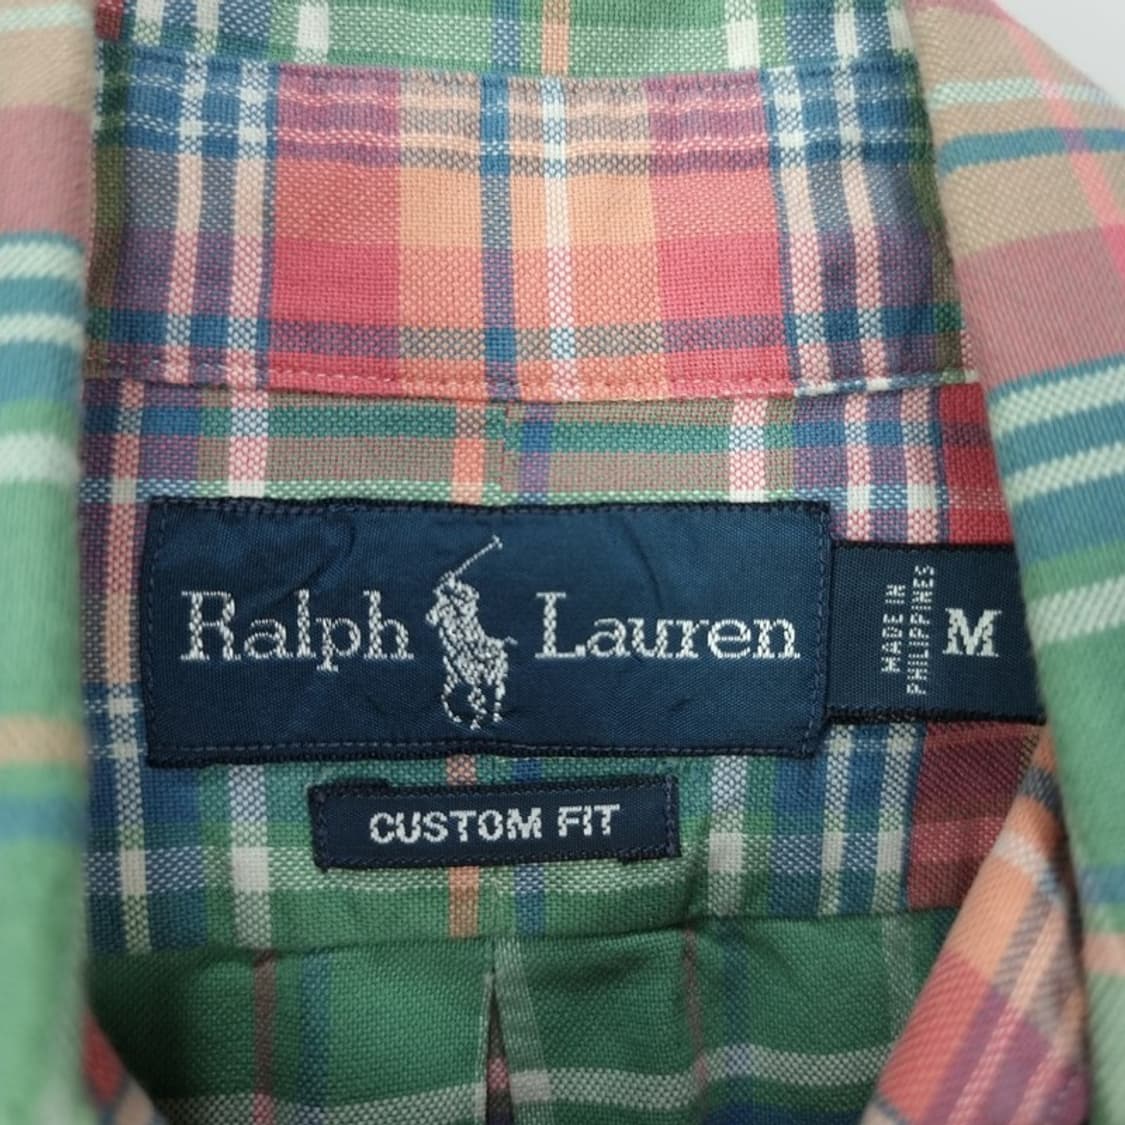 Ralph Lauren
MADE IN
PHILIPPINES
M
CUSTOM FIT